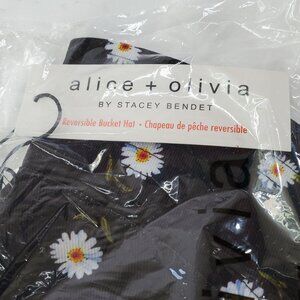 alice + olivia
BY STACEY BENDET
Reversible Bucket Hat • Chapeau de pêche reversible